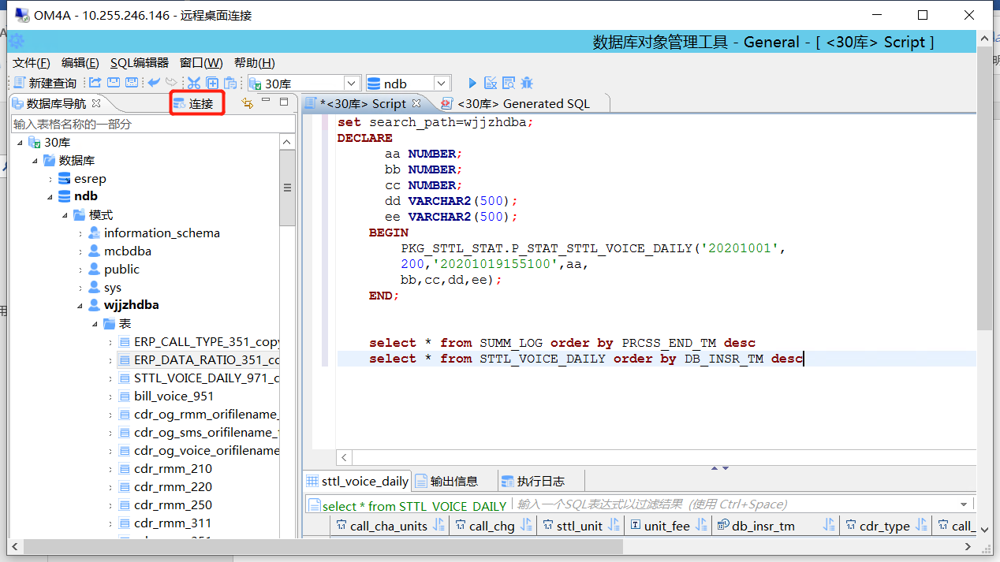 OM4A - 10.255.246.146 - 远程桌面连接
数据库对象管理工具 - General - [ <30库> Script ]
文件(F) 编辑(E) SQL编辑器 窗口(W) 帮助(H)
新建查询 30库 ndb
数据库导航 连接
输入表格名称的一部分
30库
数据库
esrep
ndb
模式
information_schema
mcbdba
public
sys
wjjzhdba
表
ERP_CALL_TYPE_351_copy
ERP_DATA_RATIO_351_cc
STTL_VOICE_DAILY_971_c
bill_voice_951
cdr_og_rmm_orifilename_
cdr_og_sms_orifilename_
cdr_og_voice_orifilename
cdr_rmm_210
cdr_rmm_220
cdr_rmm_250
cdr_rmm_311
*<30库> Script <30库> Generated SQL
set search_path=wjjzhdba;
DECLARE
aa NUMBER;
bb NUMBER;
cc NUMBER;
dd VARCHAR2(500);
ee VARCHAR2(500);
BEGIN
PKG_STTL_STAT.P_STAT_STTL_VOICE_DAILY('20201001',
200,'20201019155100',aa,
bb,cc,dd,ee);
END;
select * from SUMM_LOG order by PRCSS_END_TM desc
select * from STTL_VOICE_DAILY order by DB_INSR_TM desc
sttl_voice_daily 输出信息 执行日志
select * from STTL_VOICE_DAILY 输入一个SQL表达式以过滤结果 (使用 Ctrl+Space)
call_cha_units call_chg sttl_unit unit_fee db_insr_tm cdr_type call_